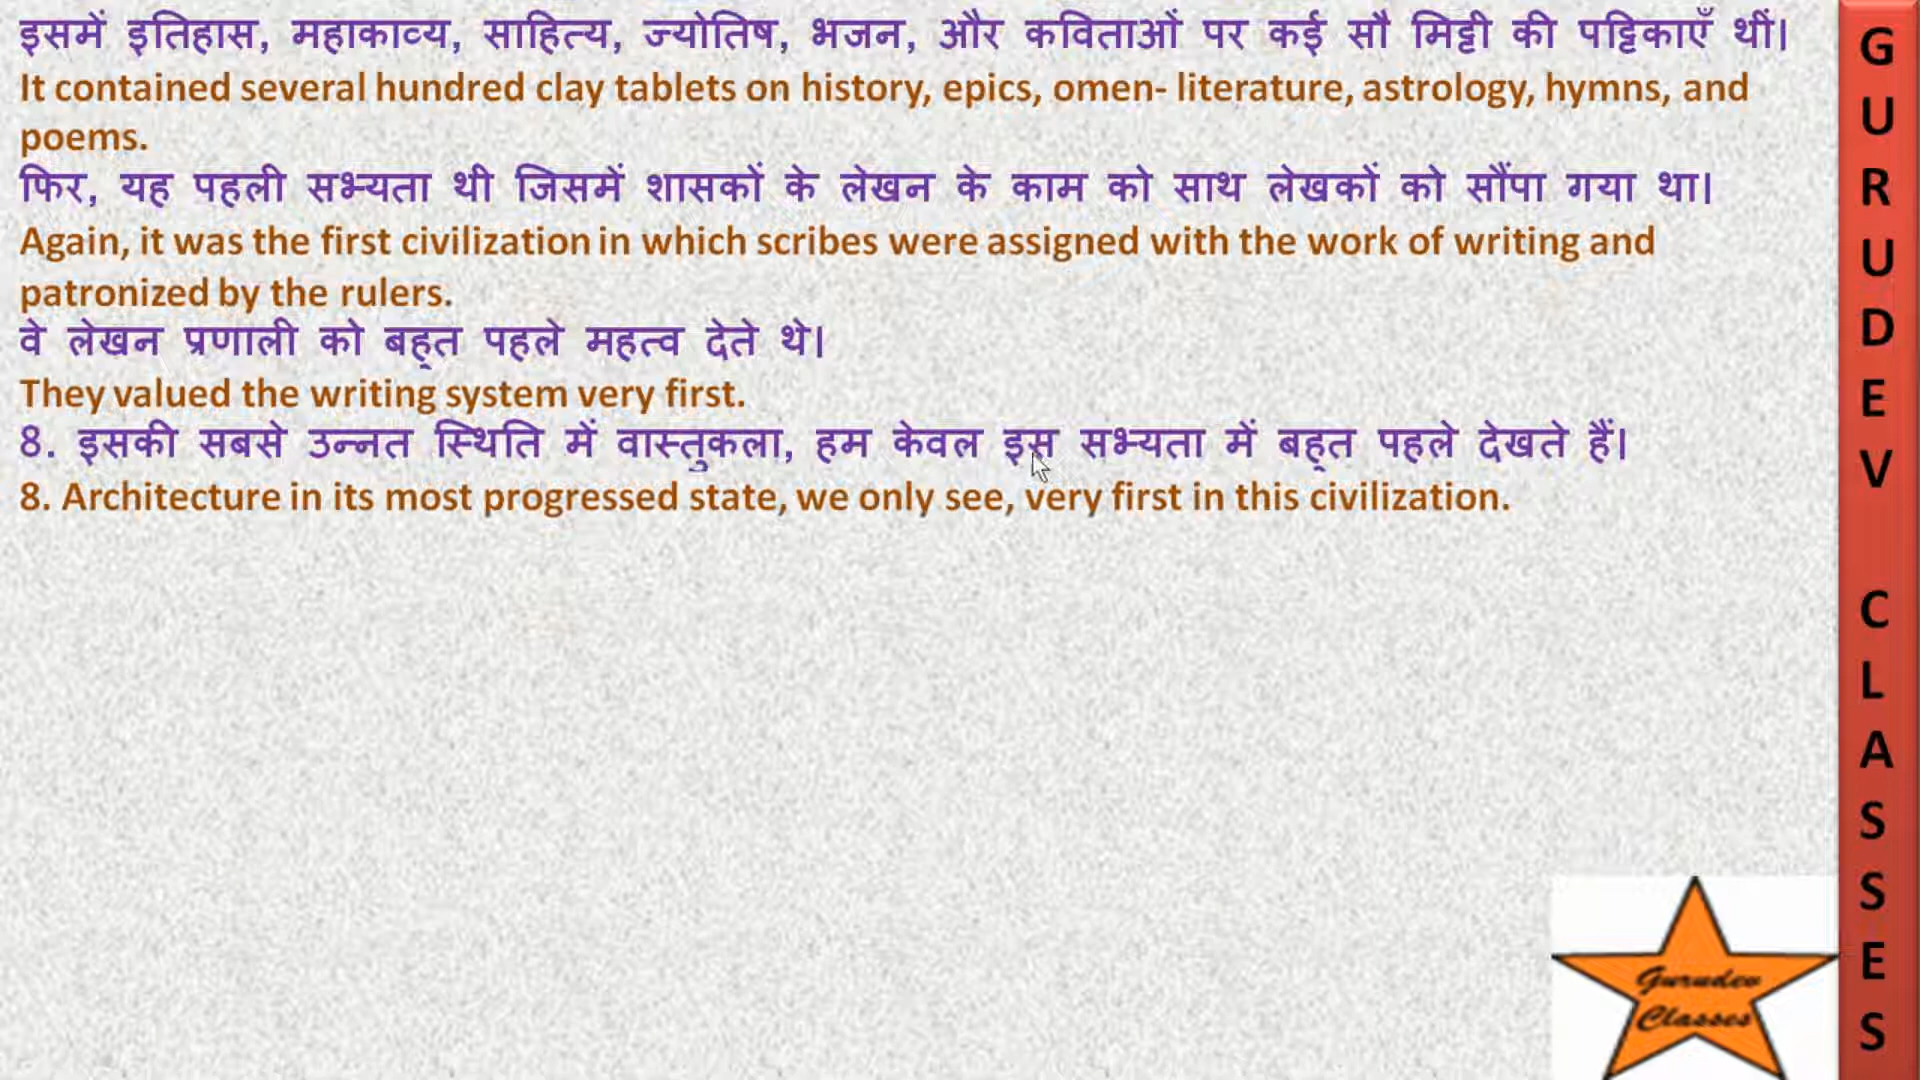 इसमें इतिहास, महाकाव्य, साहित्य, ज्योतिष, भजन, और कविताओं पर कई सौ मिट्टी की पट्टिकाएँ थीं।
It contained several hundred clay tablets on history, epics, omen- literature, astrology, hymns, and
poems.
फिर, यह पहली सभ्यता थी जिसमें शासकों के लेखन के काम को साथ लेखकों को सौंपा गया था।
Again, it was the first civilization in which scribes were assigned with the work of writing and
patronized by the rulers.
वे लेखन प्रणाली को बहुत पहले महत्व देते थे।
They valued the writing system very first.
8. इसकी सबसे उन्नत स्थिति में वास्तुकला, हम केवल इस सभ्यता में बहुत पहले देखते हैं।
8. Architecture in its most progressed state, we only see, very first in this civilization.
GURUDEV CLASSES
Gurudev
Classes